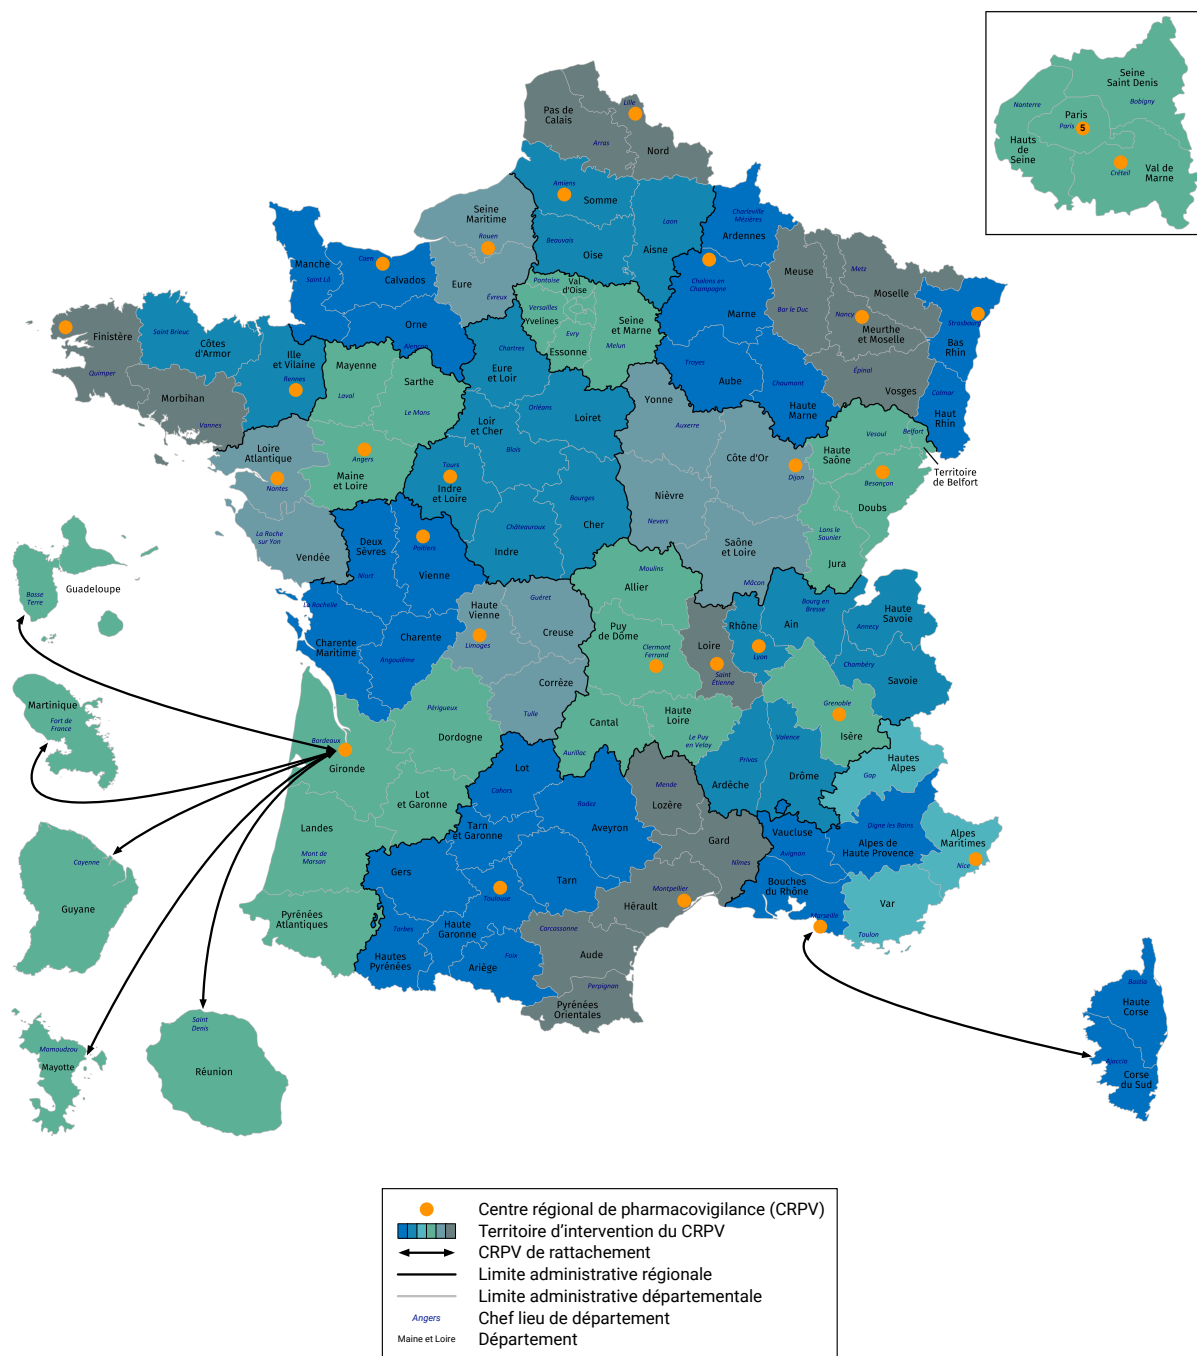 Seine
Saint Denis
Nanterre
Bobigny
Paris
Paris
5
Hauts
de
Seine
Créteil
Val de
Marne
Lille
Pas de
Calais
Arras
Nord
Amiens
Somme
Laon
Seine
Maritime
Rouen
Beauvais
Oise
Aisne
Charleville
Mézières
Ardennes
Eure
Évreux
Caen
Calvados
Manche
Saint Lô
Orne
Alençon
Pontoise
Val
d'Oise
Versailles
Yvelines
Evry
Essonne
Seine
et Marne
Melun
Chalons en
Champagne
Marne
Troyes
Aube
Chaumont
Haute
Marne
Meuse
Metz
Moselle
Bar le Duc
Nancy
Meurthe
et Moselle
Épinal
Vosges
Strasbourg
Bas
Rhin
Colmar
Haut
Rhin
Finistère
Quimper
Saint Brieuc
Côtes
d'Armor
Morbihan
Vannes
Ille
et Vilaine
Rennes
Mayenne
Laval
Sarthe
Le Mans
Angers
Maine
et Loire
Loire
Atlantique
Nantes
La Roche
sur Yon
Vendée
Chartres
Eure
et Loir
Orléans
Loiret
Loir
et Cher
Blois
Tours
Indre
et Loire
Bourges
Cher
Châteauroux
Indre
Yonne
Auxerre
Côte d'Or
Dijon
Nièvre
Nevers
Saône
et Loire
Mâcon
Haute
Saône
Vesoul
Belfort
Territoire
de Belfort
Besançon
Doubs
Lons le
Saunier
Jura
Deux
Sèvres
Niort
Poitiers
Vienne
La Rochelle
Charente
Maritime
Charente
Angoulême
Haute
Vienne
Limoges
Guéret
Creuse
Corrèze
Tulle
Moulins
Allier
Puy
de Dôme
Clermont
Ferrand
Cantal
Aurillac
Haute
Loire
Le Puy
en Velay
Loire
Saint
Étienne
Rhône
Lyon
Bourg en
Bresse
Ain
Haute
Savoie
Annecy
Chambéry
Savoie
Grenoble
Isère
Privas
Ardèche
Valence
Drôme
Périgueux
Dordogne
Bordeaux
Gironde
Lot
et Garonne
Landes
Mont de
Marsan
Pyrénées
Atlantiques
Lot
Cahors
Rodez
Aveyron
Tarn
et Garonne
Gers
Tarn
Toulouse
Haute
Garonne
Tarbes
Hautes
Pyrénées
Foix
Ariège
Mende
Lozère
Gard
Nîmes
Montpellier
Hérault
Carcassonne
Aude
Perpignan
Pyrénées
Orientales
Hautes
Alpes
Gap
Vaucluse
Avignon
Digne les Bains
Alpes de
Haute Provence
Alpes
Maritimes
Nice
Bouches
du Rhône
Marseille
Var
Toulon
Bastia
Haute
Corse
Ajaccio
Corse
du Sud
Guadeloupe
Basse
Terre
Martinique
Fort de
France
Cayenne
Guyane
Mamoudzou
Mayotte
Saint
Denis
Réunion
Centre régional de pharmacovigilance (CRPV)
Territoire d'intervention du CRPV
CRPV de rattachement
Limite administrative régionale
Limite administrative départementale
Angers Chef lieu de département
Maine et Loire Département